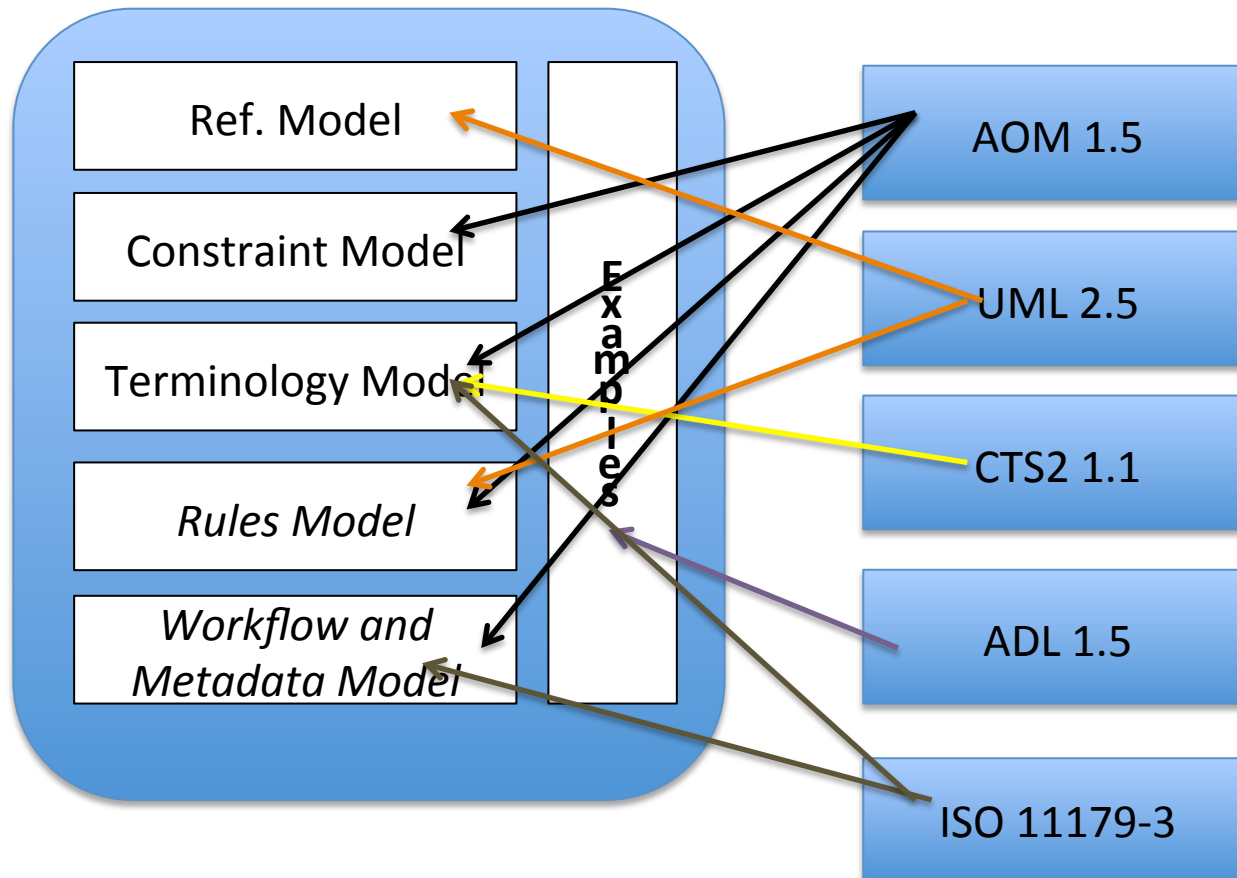 Ref. Model
Constraint Model
Terminology Model
Rules Model
Workflow and
Metadata Model
Examples
AOM 1.5
UML 2.5
CTS2 1.1
ADL 1.5
ISO 11179-3